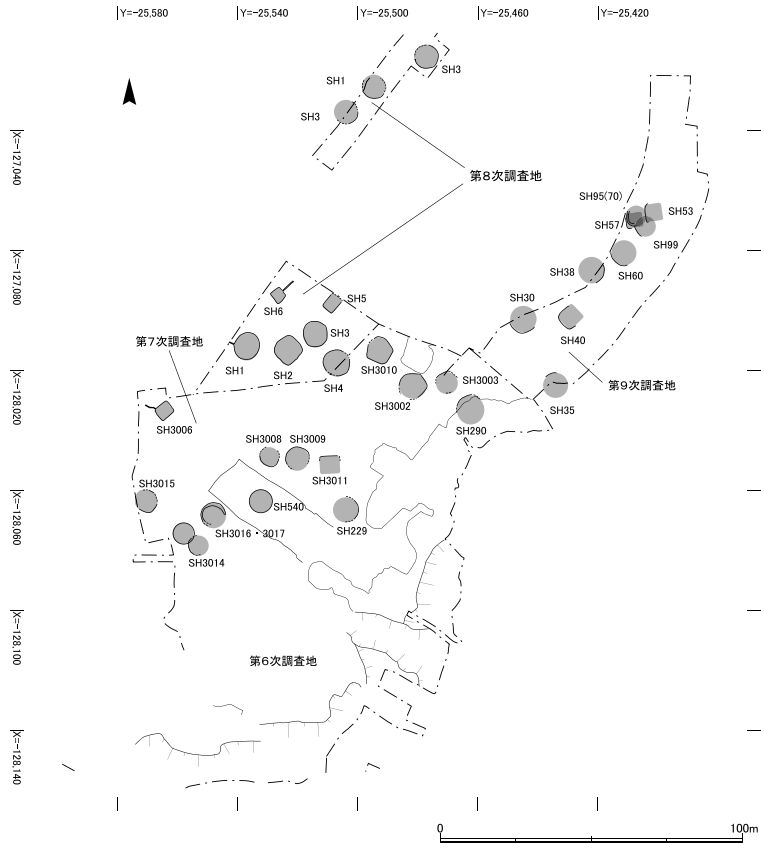 Y=-25,580
Y=-25,540
Y=-25,500
Y=-25,460
Y=-25,420
X=-127,040
X=-127,080
X=-128,020
X=-128,060
X=-128,100
X=-128,140
SH3
SH1
SH3
第8次調査地
SH95(70)
SH53
SH57
SH99
SH60
SH38
SH30
SH40
SH5
SH6
第7次調査地
SH3
SH1
SH2
SH4
SH3010
SH3003
SH3002
第9次調査地
SH35
SH290
SH3006
SH3008
SH3009
SH3011
SH3015
SH540
SH229
SH3016・3017
SH3014
第6次調査地
0
100m